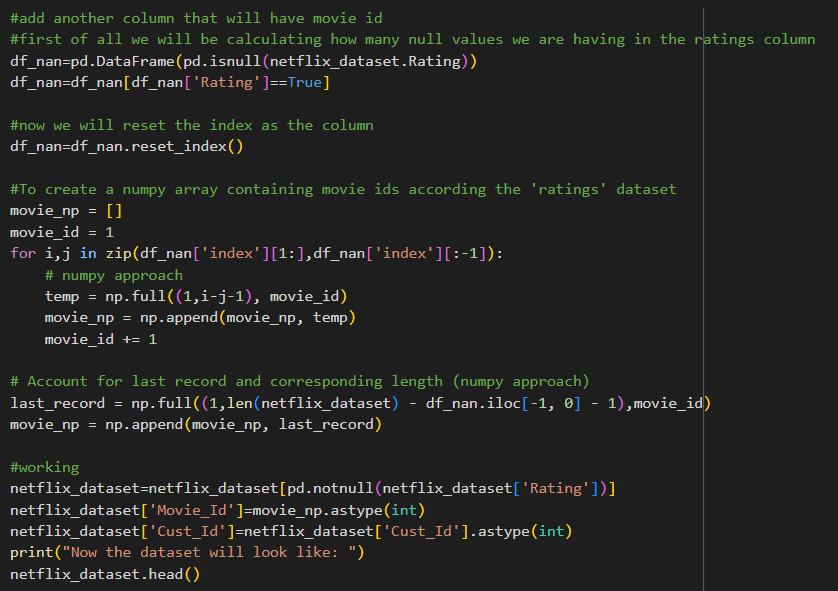 #add another column that will have movie id
#first of all we will be calculating how many null values we are having in the ratings column
df_nan=pd.DataFrame(pd.isnull(netflix_dataset.Rating))
df_nan=df_nan[df_nan['Rating']==True]

#now we will reset the index as the column
df_nan=df_nan.reset_index()

#To create a numpy array containing movie ids according the 'ratings' dataset
movie_np = []
movie_id = 1
for i,j in zip(df_nan['index'][1:],df_nan['index'][:-1]):
    # numpy approach
    temp = np.full((1,i-j-1), movie_id)
    movie_np = np.append(movie_np, temp)
    movie_id += 1

# Account for last record and corresponding length (numpy approach)
last_record = np.full((1,len(netflix_dataset) - df_nan.iloc[-1, 0] - 1),movie_id)
movie_np = np.append(movie_np, last_record)

#working
netflix_dataset=netflix_dataset[pd.notnull(netflix_dataset['Rating'])]
netflix_dataset['Movie_Id']=movie_np.astype(int)
netflix_dataset['Cust_Id']=netflix_dataset['Cust_Id'].astype(int)
print("Now the dataset will look like: ")
netflix_dataset.head()